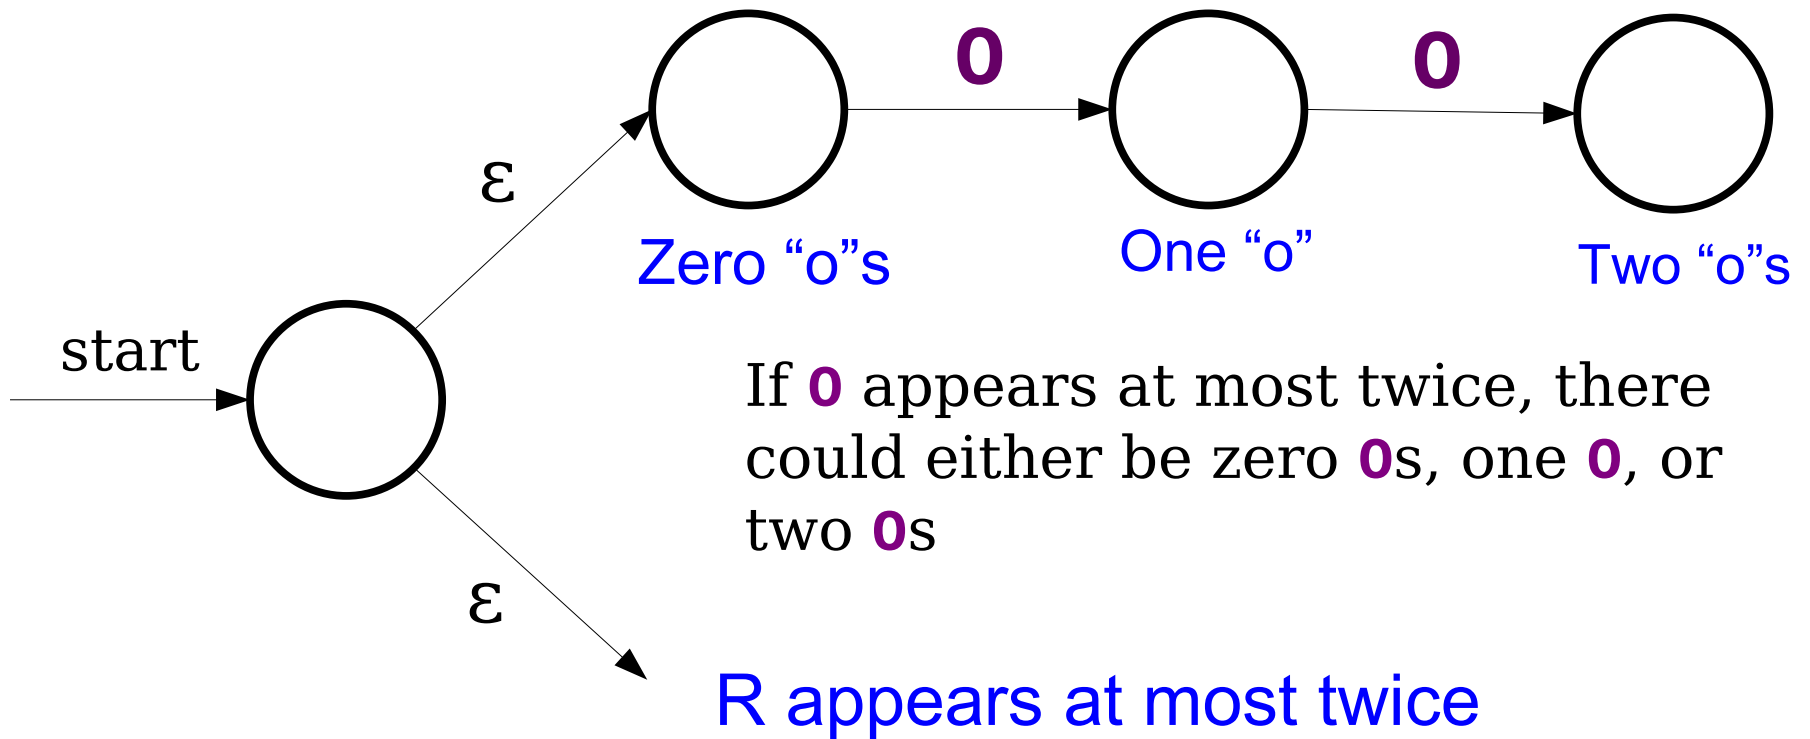 0 0
ε
Zero “o”s One “o” Two “o”s
start
If 0 appears at most twice, there
could either be zero 0s, one 0, or
two 0s
ε
R appears at most twice